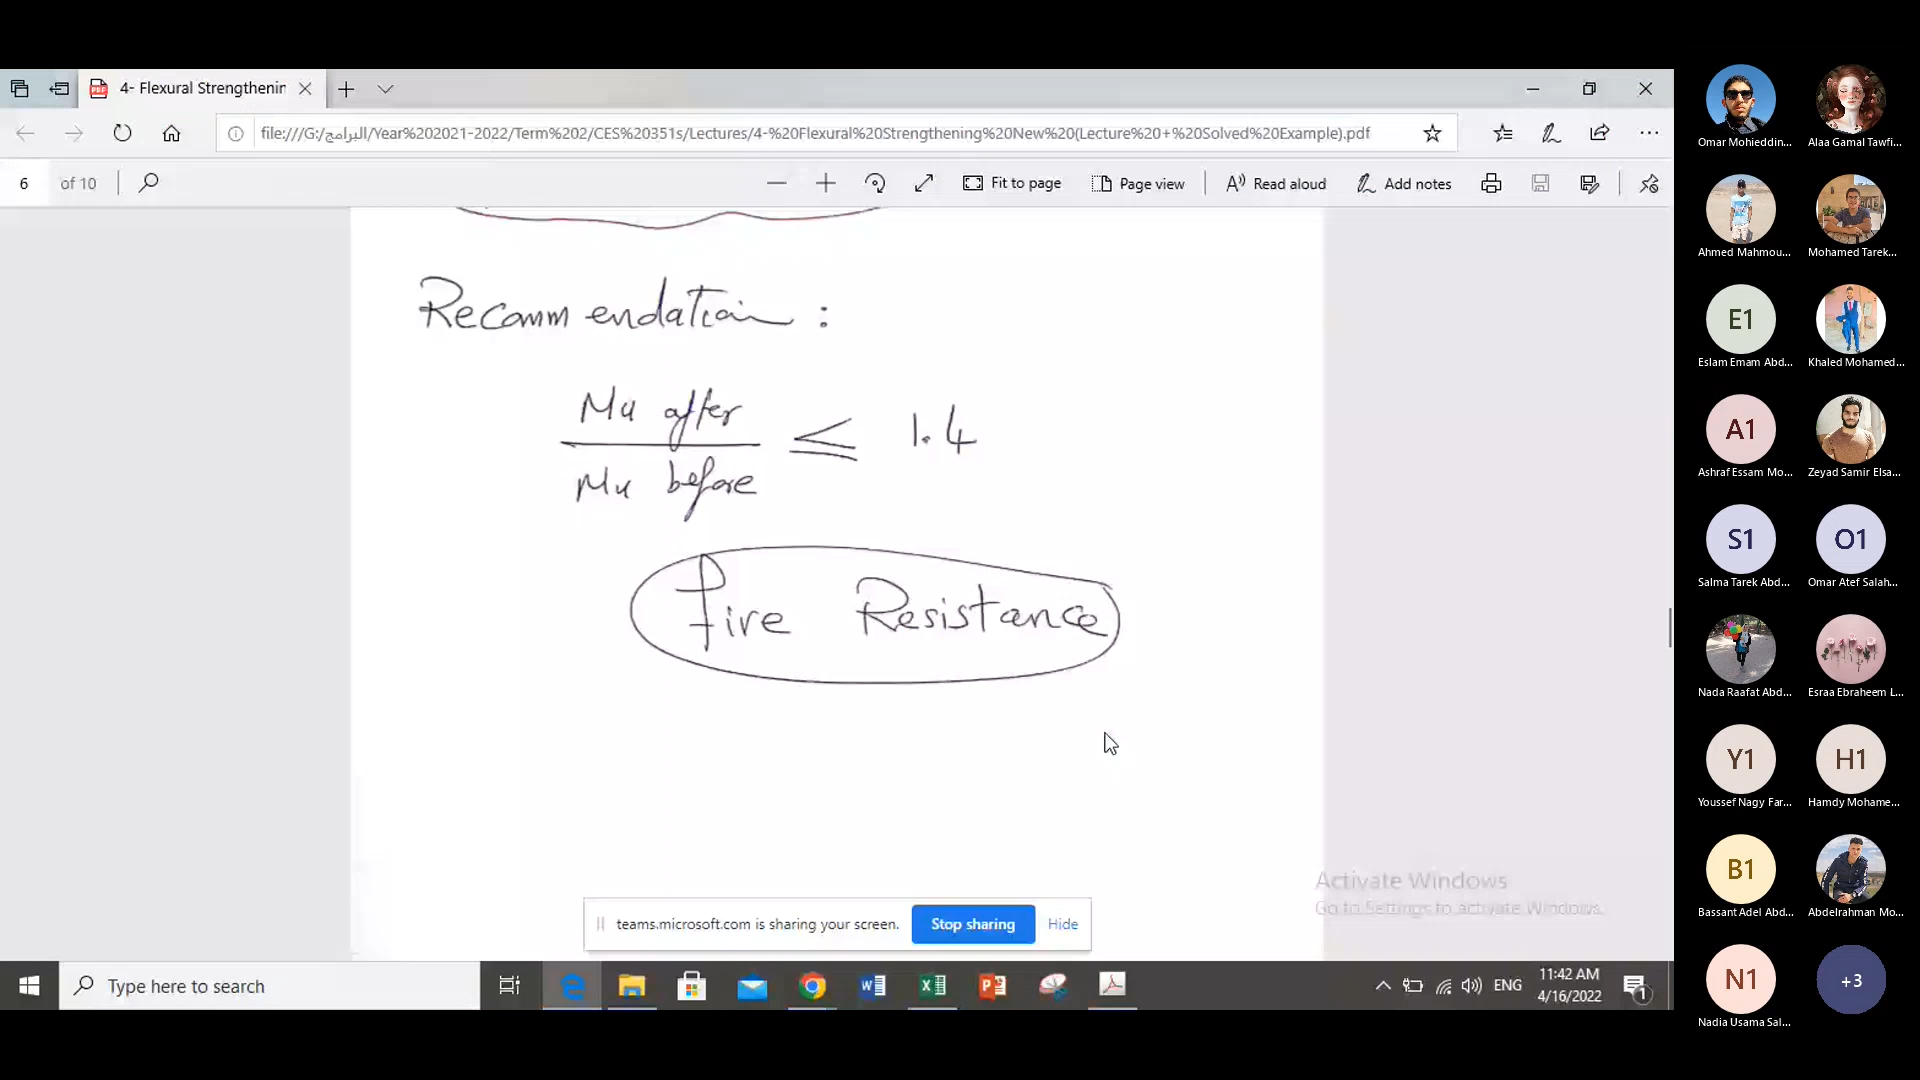 4- Flexural Strengthenin
file:///G:/البرامج/Year%202021-2022/Term%202/CES%20351s/Lectures/4-%20Flexural%20Strengthening%20New%20(Lecture%20+%20Solved%20Example).pdf
6 of 10
Fit to page
Page view
Read aloud
Add notes
Recommendation :
Mu after
Mu before
≤ 1.4
Fire Resistance
Activate Windows
Go to Settings to activate Windows.
teams.microsoft.com is sharing your screen.
Stop sharing
Hide
Type here to search
ENG
11:42 AM
4/16/2022
1
Omar Mohieddin...
Alaa Gamal Tawfi...
Ahmed Mahmou...
Mohamed Tarek...
E1
Eslam Emam Abd...
Khaled Mohamed...
A1
Ashraf Essam Mo...
Zeyad Samir Elsa...
S1
O1
Salma Tarek Abd...
Omar Atef Salah...
Nada Raafat Abd...
Esraa Ebraheem L...
Y1
H1
Youssef Nagy Far...
Hamdy Mohame...
B1
Bassant Adel Abd...
Abdelrahman Mo...
N1
+3
Nadia Usama Sal...